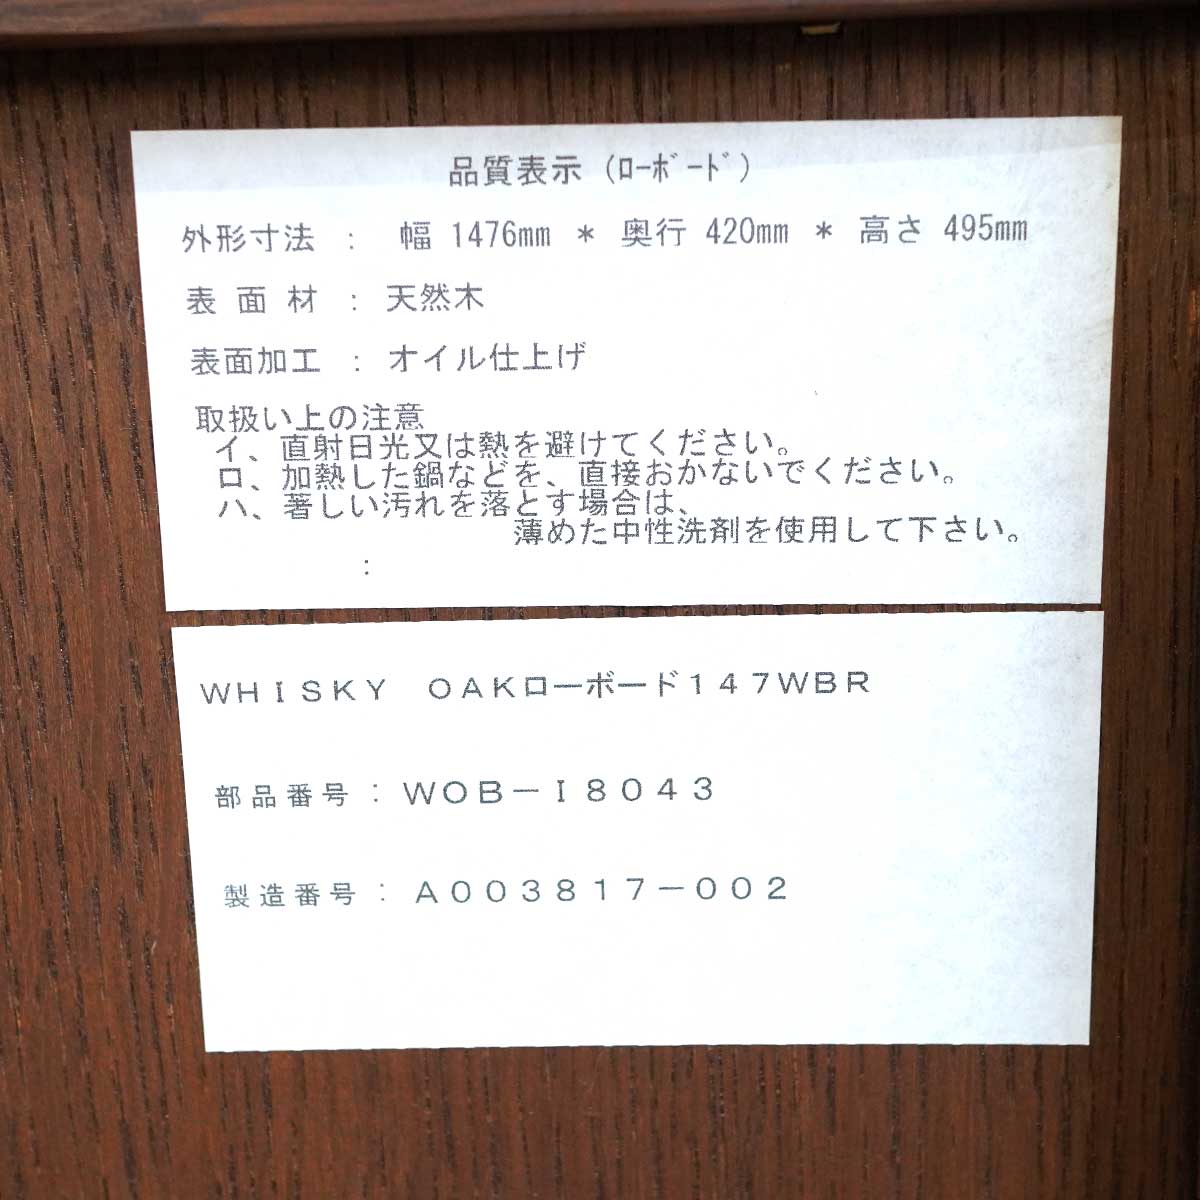 品質表示 (ﾛｰﾎﾞｰﾄﾞ)
外形寸法 : 幅 1476mm * 奥行 420mm * 高さ 495mm
表 面 材 : 天然木
表面加工 : オイル仕上げ
取扱い上の注意
イ、直射日光又は熱を避けてください。
ロ、加熱した鍋などを、直接おかないでください。
ハ、著しい汚れを落とす場合は、
薄めた中性洗剤を使用して下さい。
:
ＷＨＩＳＫＹ　ＯＡＫローボード１４７ＷＢＲ
部品番号：ＷＯＢ－Ｉ８０４３
製造番号：Ａ００３８１７－００２